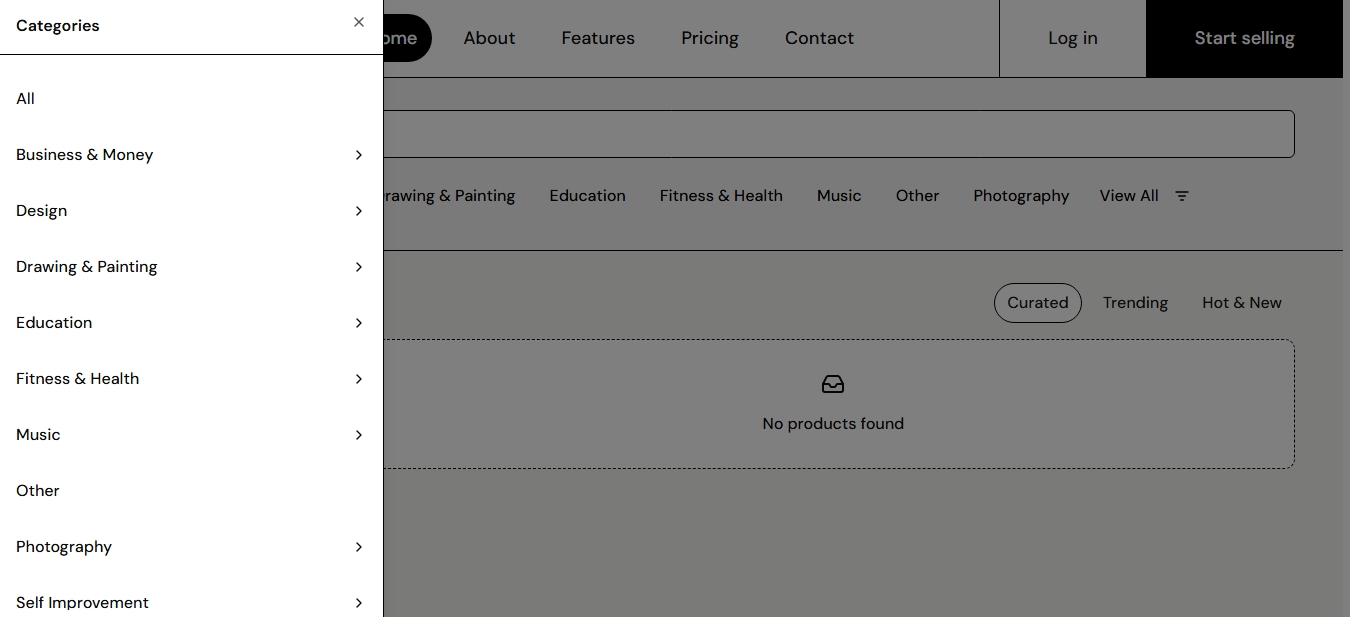 Categories
All
Business & Money
Design
Drawing & Painting
Education
Fitness & Health
Music
Other
Photography
Self Improvement
About Features Pricing Contact Log in Start selling
Drawing & Painting Education Fitness & Health Music Other Photography View All
Curated Trending Hot & New
No products found